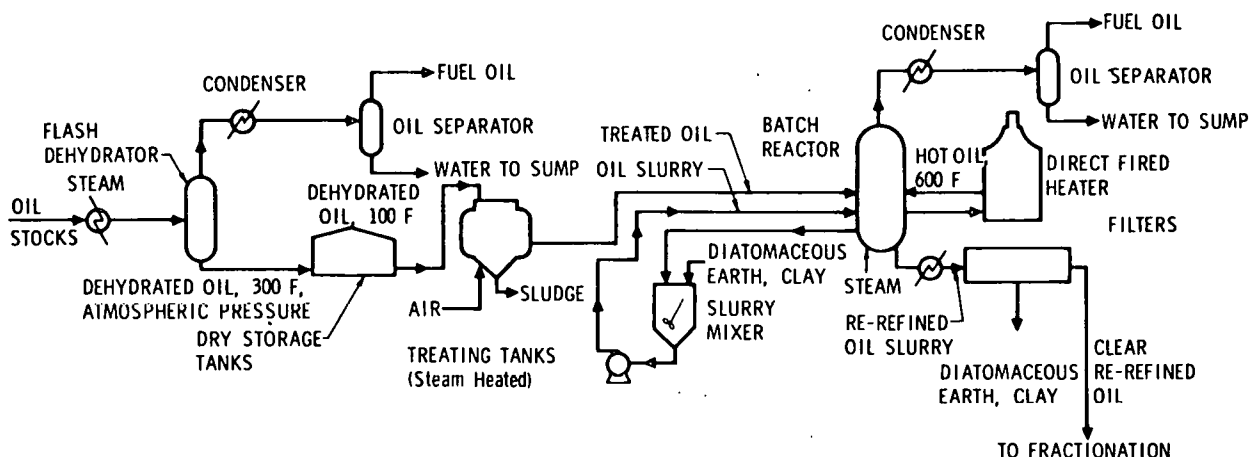 FLASH
DEHYDRATOR
STEAM
OIL
STOCKS
CONDENSER
FUEL OIL
OIL SEPARATOR
WATER TO SUMP
DEHYDRATED
OIL, 100 F
DEHYDRATED OIL, 300 F,
ATMOSPHERIC PRESSURE
DRY STORAGE
TANKS
AIR
SLUDGE
TREATING TANKS
(Steam Heated)
TREATED OIL
OIL SLURRY
DIATOMACEOUS
EARTH, CLAY
SLURRY
MIXER
BATCH
REACTOR
CONDENSER
FUEL OIL
OIL SEPARATOR
WATER TO SUMP
HOT OIL,
600 F
DIRECT FIRED
HEATER
FILTERS
STEAM
RE-REFINED
OIL SLURRY
DIATOMACEOUS
EARTH, CLAY
CLEAR
RE-REFINED
OIL
TO FRACTIONATION